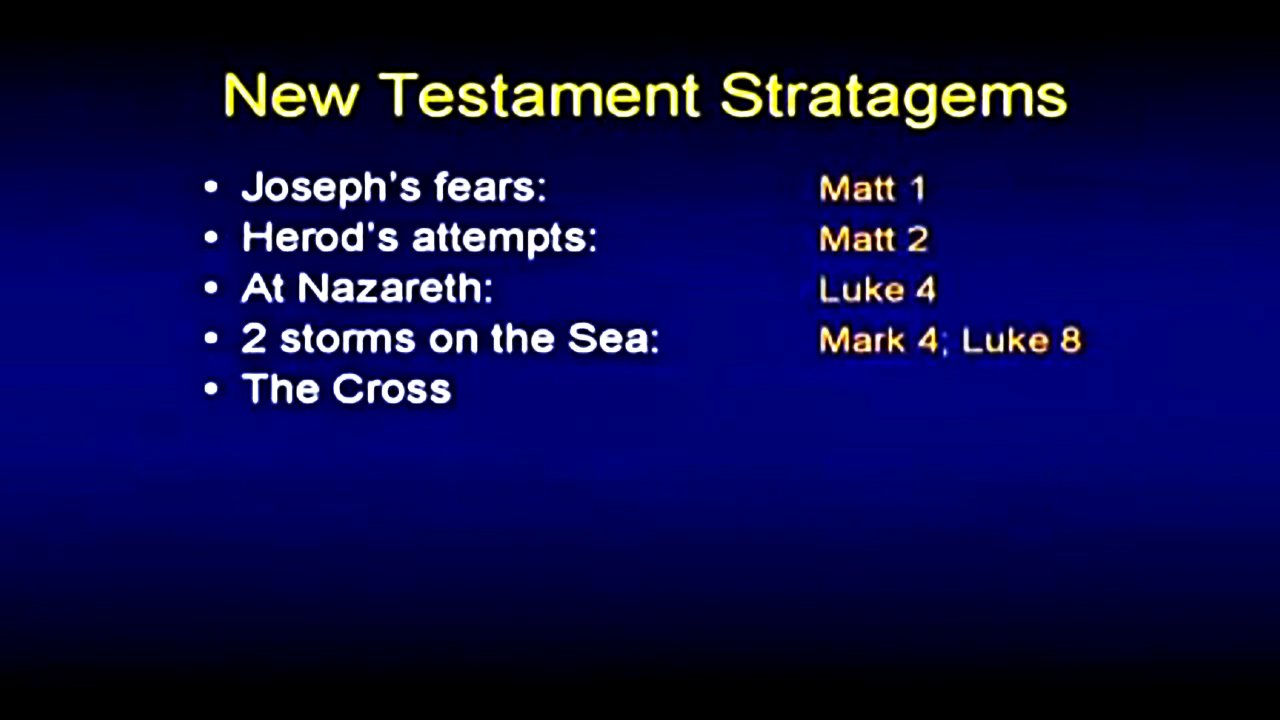 New Testament Stratagems
• Joseph's fears: Matt 1
• Herod's attempts: Matt 2
• At Nazareth: Luke 4
• 2 storms on the Sea: Mark 4; Luke 8
• The Cross